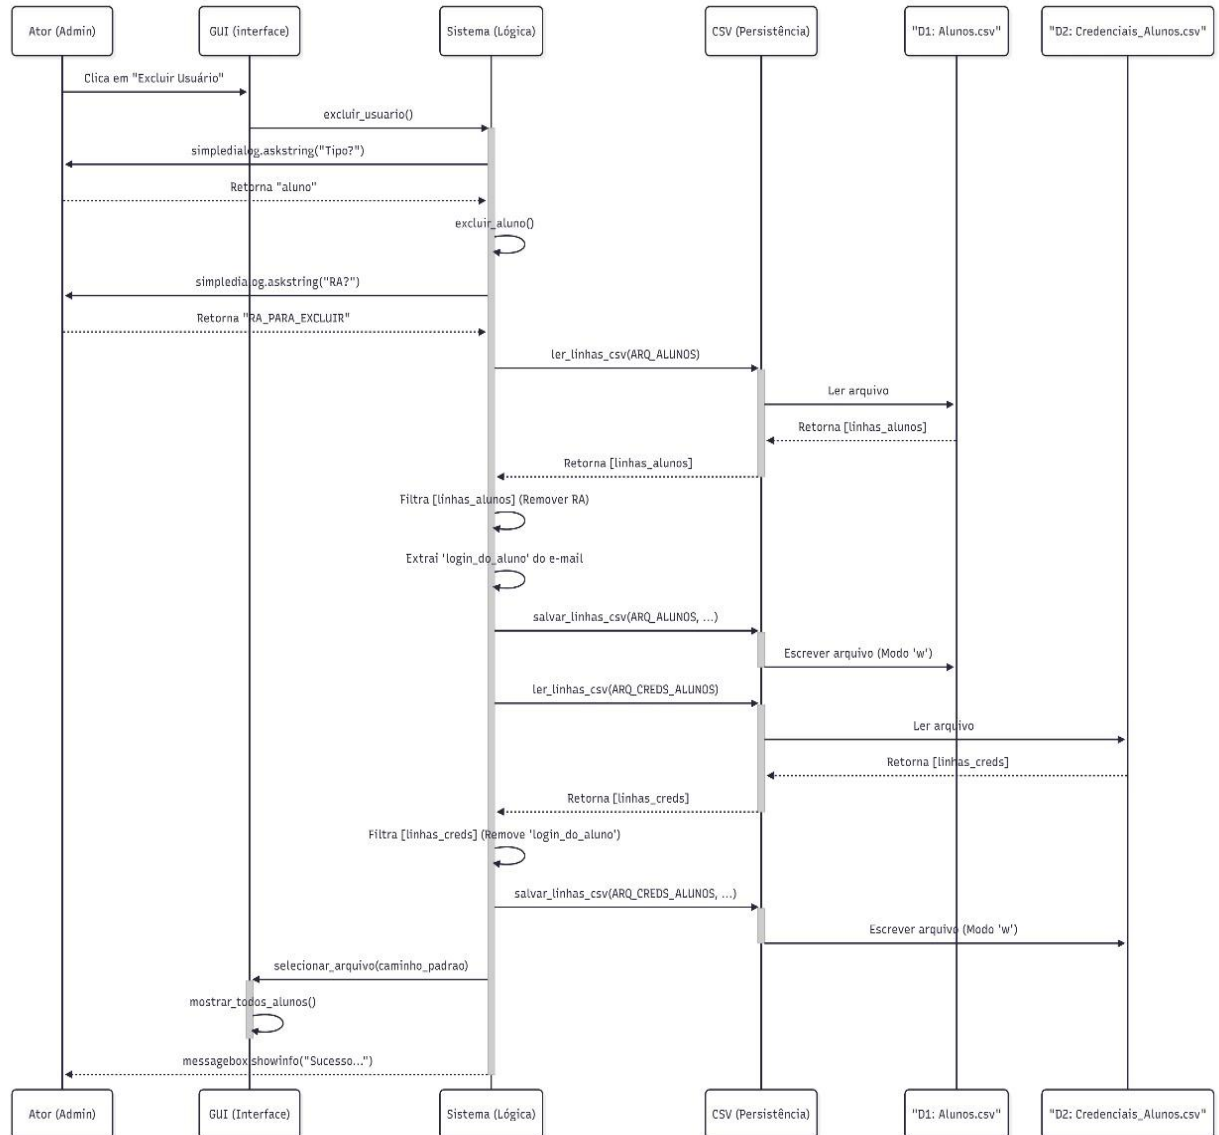 Ator (Admin)
GUI (interface)
Sistema (Lógica)
CSV (Persistência)
"D1: Alunos.csv"
"D2: Credenciais_Alunos.csv"
Clica em "Excluir Usuário"
excluir_usuario()
simpledialog.askstring("Tipo?")
Retorna "aluno"
excluir_aluno()
simpledialog.askstring("RA?")
Retorna "RA_PARA_EXCLUIR"
ler_linhas_csv(ARQ_ALUNOS)
Ler arquivo
Retorna [linhas_alunos]
Retorna [linhas_alunos]
Filtra [linhas_alunos] (Remover RA)
Extrai 'login_do_aluno' do e-mail
salvar_linhas_csv(ARQ_ALUNOS, ...)
Escrever arquivo (Modo 'w')
ler_linhas_csv(ARQ_CREDS_ALUNOS)
Ler arquivo
Retorna [linhas_creds]
Retorna [linhas_creds]
Filtra [linhas_creds] (Remove 'login_do_aluno')
salvar_linhas_csv(ARQ_CREDS_ALUNOS, ...)
Escrever arquivo (Modo 'w')
selecionar_arquivo(caminho_padrao)
mostrar_todos_alunos()
messagebox.showinfo("Sucesso...")
Ator (Admin)
GUI (Interface)
Sistema (Lógica)
CSV (Persistência)
"D1: Alunos.csv"
"D2: Credenciais_Alunos.csv"